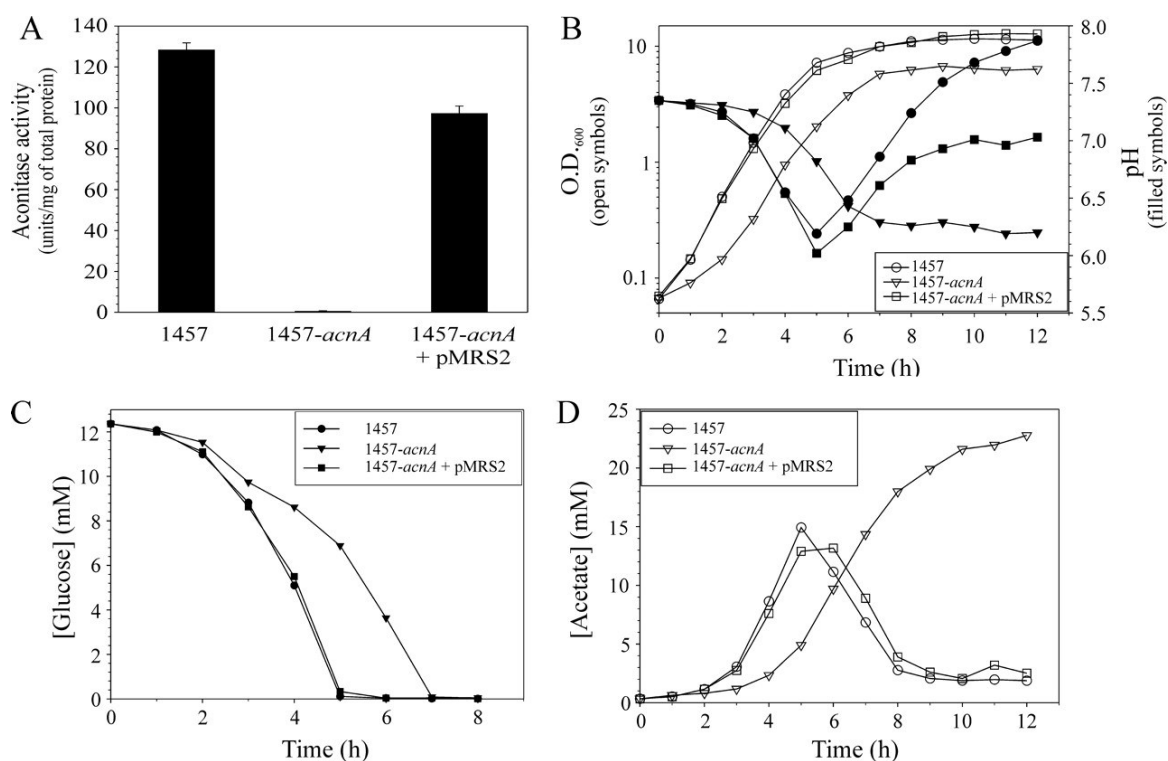 A
Aconitase activity
(units/mg of total protein)
140
120
100
80
60
40
20
0
1457
1457-acnA
1457-acnA
+ pMRS2
B
O.D.600
(open symbols)
10
1
0.1
8.0
7.5
7.0
6.5
6.0
5.5
pH
(filled symbols)
1457
1457-acnA
1457-acnA + pMRS2
0 2 4 6 8 10 12
Time (h)
C
[Glucose] (mM)
12
10
8
6
4
2
0
1457
1457-acnA
1457-acnA + pMRS2
0 2 4 6 8
Time (h)
D
[Acetate] (mM)
25
20
15
10
5
0
1457
1457-acnA
1457-acnA + pMRS2
0 2 4 6 8 10 12
Time (h)